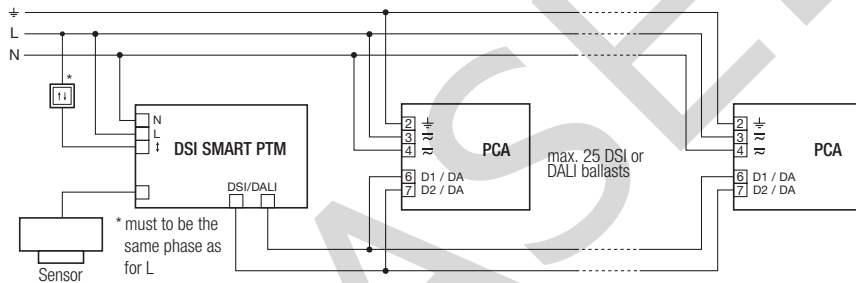 L
N
*
N
L
DSI SMART PTM
DSI/DALI
* must to be the
same phase as
for L
Sensor
2
3
4
PCA
6 D1 / DA
7 D2 / DA
max. 25 DSI or
DALI ballasts
2
3
4
PCA
6 D1 / DA
7 D2 / DA